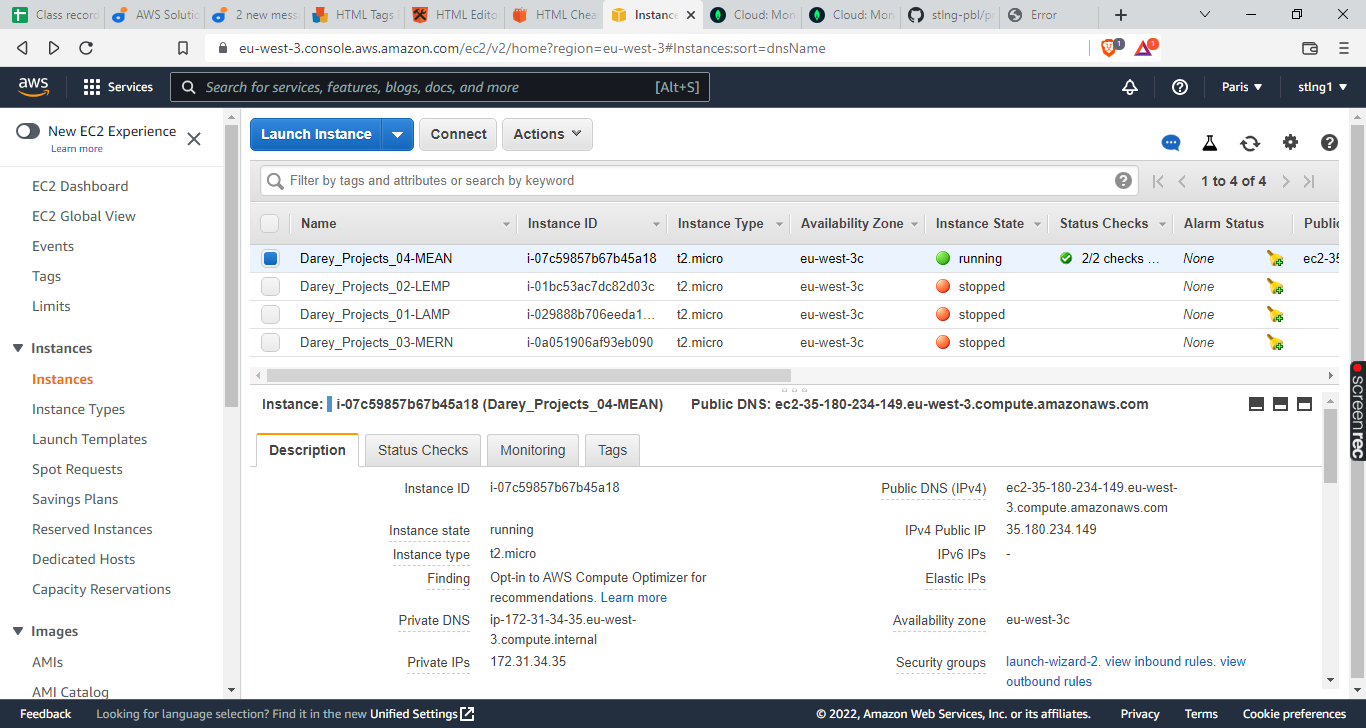 Class record
AWS Solutio
2 new mess
HTML Tags
HTML Editor
HTML Chea
Instance
Cloud: Mon
Cloud: Mon
stlng-pbl/p
Error
eu-west-3.console.aws.amazon.com/ec2/v2/home?region=eu-west-3#Instances:sort=dnsName
1
1
aws
Services
Search for services, features, blogs, docs, and more
[Alt+S]
Paris
stlng1
New EC2 Experience
Learn more
EC2 Dashboard
EC2 Global View
Events
Tags
Limits
Instances
Instances
Instance Types
Launch Templates
Spot Requests
Savings Plans
Reserved Instances
Dedicated Hosts
Capacity Reservations
Images
AMIs
AMI Catalog
Launch Instance
Connect
Actions
Filter by tags and attributes or search by keyword
1 to 4 of 4
Name Instance ID Instance Type Availability Zone Instance State Status Checks Alarm Status Public
Darey_Projects_04-MEAN i-07c59857b67b45a18 t2.micro eu-west-3c running 2/2 checks ... None ec2-35
Darey_Projects_02-LEMP i-01bc53ac7dc82d03c t2.micro eu-west-3c stopped None
Darey_Projects_01-LAMP i-029888b706eeda1... t2.micro eu-west-3c stopped None
Darey_Projects_03-MERN i-0a051906af93eb090 t2.micro eu-west-3c stopped None
Instance: i-07c59857b67b45a18 (Darey_Projects_04-MEAN) Public DNS: ec2-35-180-234-149.eu-west-3.compute.amazonaws.com
Description
Status Checks
Monitoring
Tags
Instance ID i-07c59857b67b45a18
Instance state running
Instance type t2.micro
Finding Opt-in to AWS Compute Optimizer for
recommendations. Learn more
Private DNS ip-172-31-34-35.eu-west-
3.compute.internal
Private IPs 172.31.34.35
Public DNS (IPv4) ec2-35-180-234-149.eu-west-
3.compute.amazonaws.com
IPv4 Public IP 35.180.234.149
IPv6 IPs -
Elastic IPs
Availability zone eu-west-3c
Security groups launch-wizard-2. view inbound rules. view
outbound rules
screenrec
Feedback
Looking for language selection? Find it in the new Unified Settings
© 2022, Amazon Web Services, Inc. or its affiliates.
Privacy
Terms
Cookie preferences